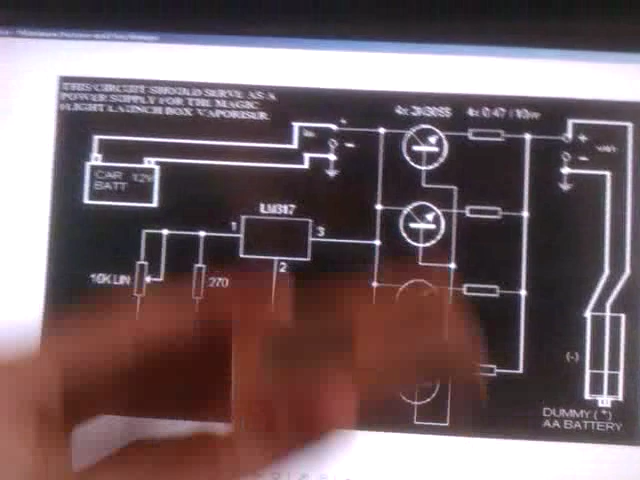 THIS CIRCUIT SHOULD SERVE AS A
POWER SUPPLY FOR THE MAGIC
FLIGHT LAUNCH BOX VAPORISER.
4x 2N3055 4x 0.47 / 10w
+
-
+
-
CAR 12V
BATT
LM317
1
3
2
10K LIN
270
(-)
DUMMY (+)
AA BATTERY